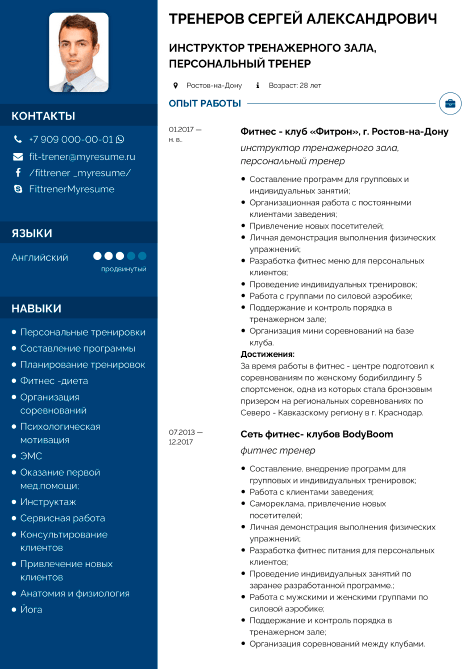 ТРЕНЕРОВ СЕРГЕЙ АЛЕКСАНДРОВИЧ
ИНСТРУКТОР ТРЕНАЖЕРНОГО ЗАЛА,
ПЕРСОНАЛЬНЫЙ ТРЕНЕР
Ростов-на-Дону Возраст: 28 лет
КОНТАКТЫ
+7 909 000-00-01
fit-trener@myresume.ru
/fittrener _myresume/
FittrenerMyresume
ЯЗЫКИ
Английский
продвинутый
НАВЫКИ
Персональные тренировки
Составление программы
Планирование тренировок
Фитнес -диета
Организация
соревнований
Психологическая
мотивация
ЭМС
Оказание первой
мед.помощи;
Инструктаж
Сервисная работа
Консультирование
клиентов
Привлечение новых
клиентов
Анатомия и физиология
Йога
ОПЫТ РАБОТЫ
01.2017 —
н. в.
Фитнес - клуб «Фитрон», г. Ростов-на-Дону
инструктор тренажерного зала,
персональный тренер
Составление программ для групповых и
индивидуальных занятий;
Организационная работа с постоянными
клиентами заведения;
Привлечение новых посетителей;
Личная демонстрация выполнения физических
упражнений;
Разработка фитнес меню для персональных
клиентов;
Проведение индивидуальных тренировок;
Работа с группами по силовой аэробике;
Поддержание и контроль порядка в
тренажерном зале;
Организация мини соревнований на базе
клуба.
Достижения:
За время работы в фитнес - центре подготовил к
соревнованиям по женскому бодибилдингу 5
спортсменок, одна из которых стала бронзовым
призером на региональных соревнованиях по
Северо - Кавказскому региону в г. Краснодар.
07.2013 —
12.2017
Сеть фитнес- клубов BodyBoom
фитнес тренер
Составление, внедрение программ для
групповых и индивидуальных тренировок;
Работа с клиентами заведения;
Самореклама, привлечение новых
посетителей;
Личная демонстрация выполнения физических
упражнений;
Разработка фитнес питания для персональных
клиентов;
Проведение индивидуальных занятий по
заранее разработанной программе.;
Работа с мужскими и женскими группами по
силовой аэробике;
Поддержание и контроль порядка в
тренажерном зале;
Организация соревнований между клубами.